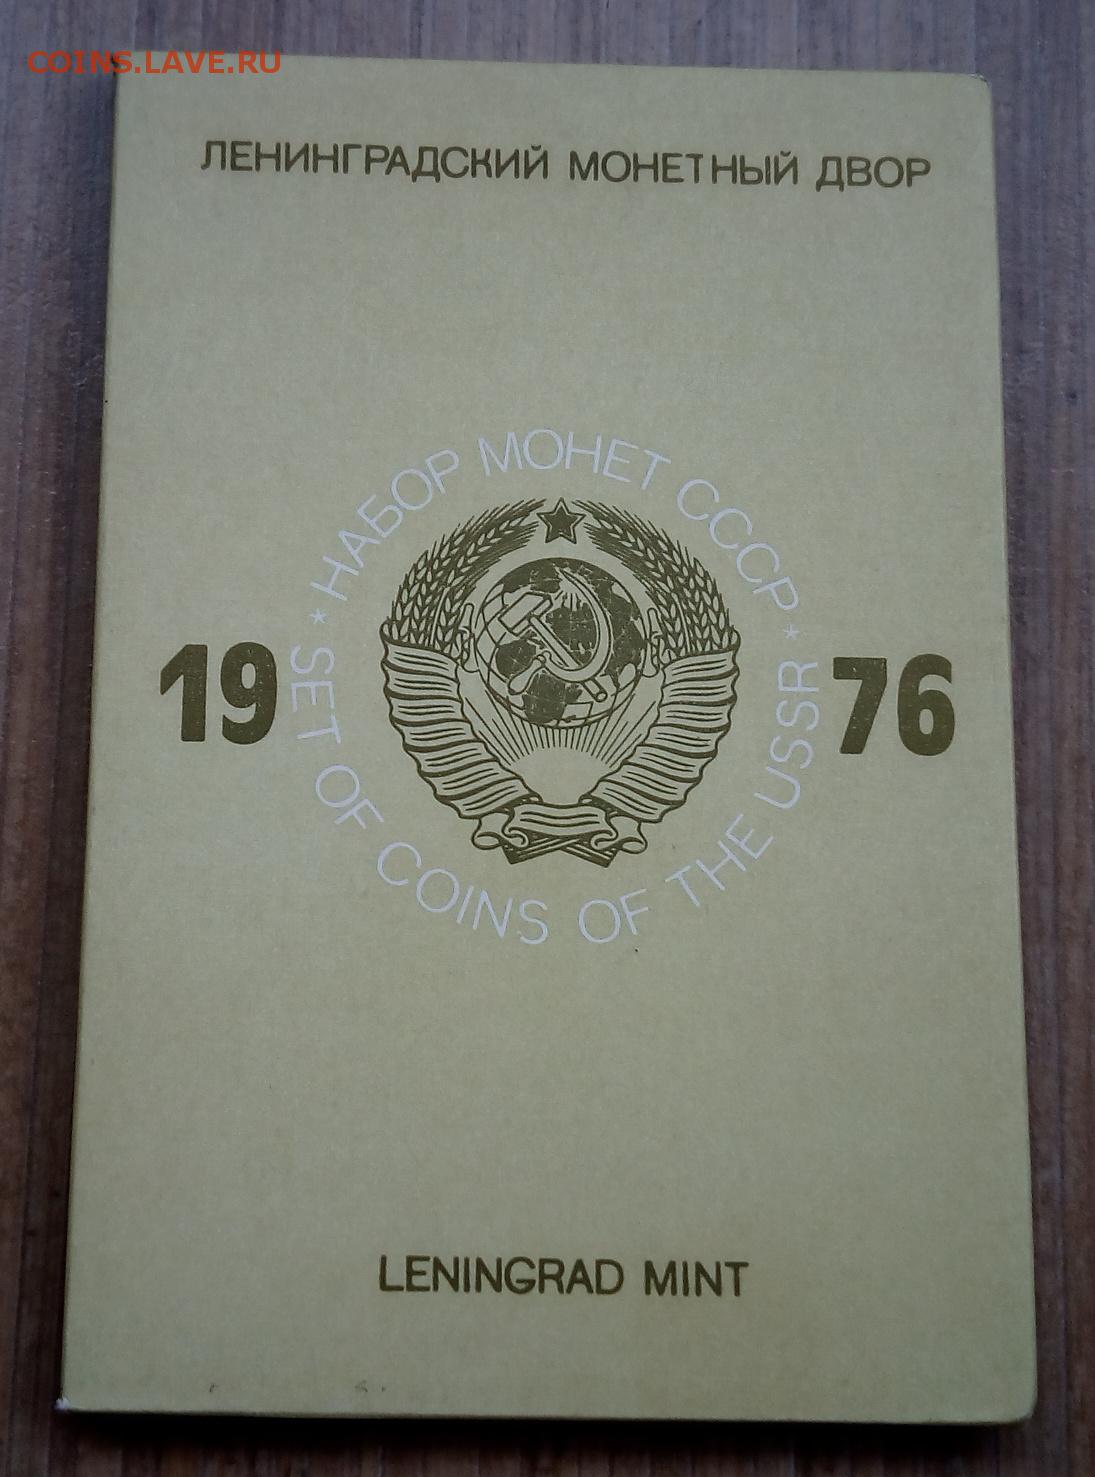 COINS.LAVE.RU
ЛЕНИНГРАДСКИЙ МОНЕТНЫЙ ДВОР
* НАБОР МОНЕТ СССР *
19 76
SET OF COINS OF THE USSR
LENINGRAD MINT